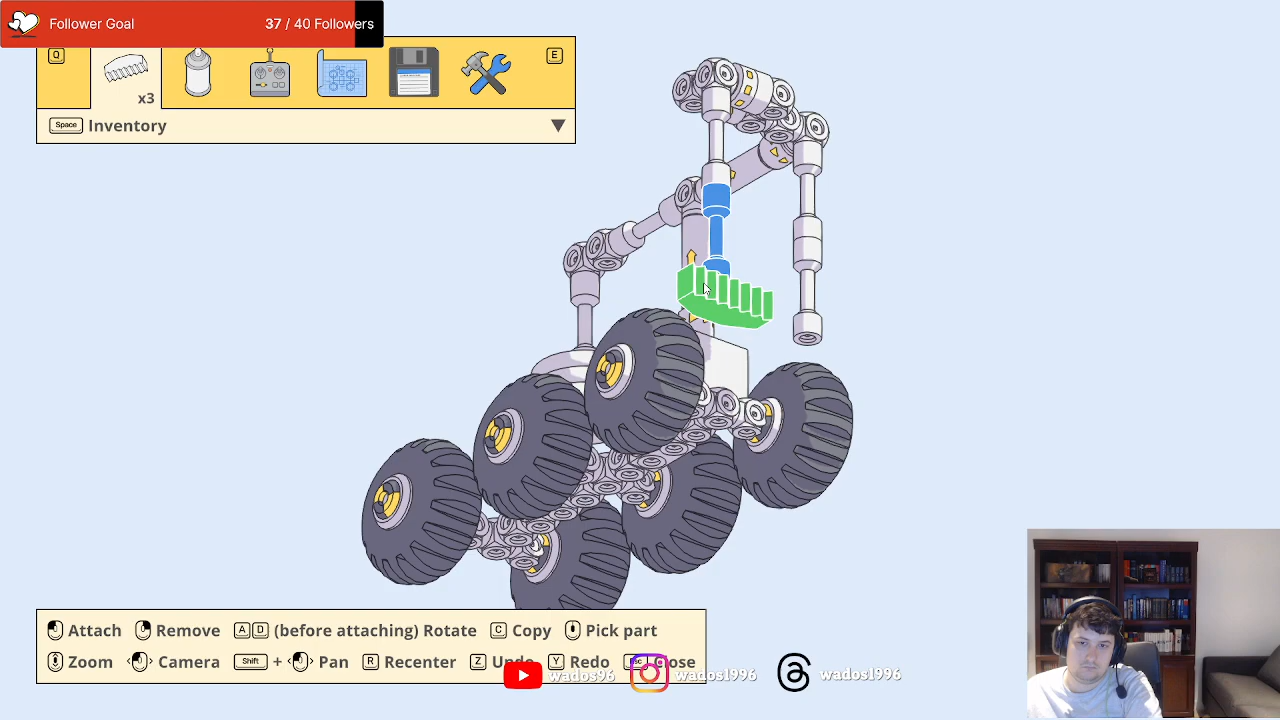 Follower Goal 37 / 40 Followers
Q E
x3
Space Inventory
Attach Remove A D (before attaching) Rotate C Copy Pick part
Zoom Camera Shift + Pan R Recenter Z Undo Y Redo Close
wados96 wados1996 wados1996